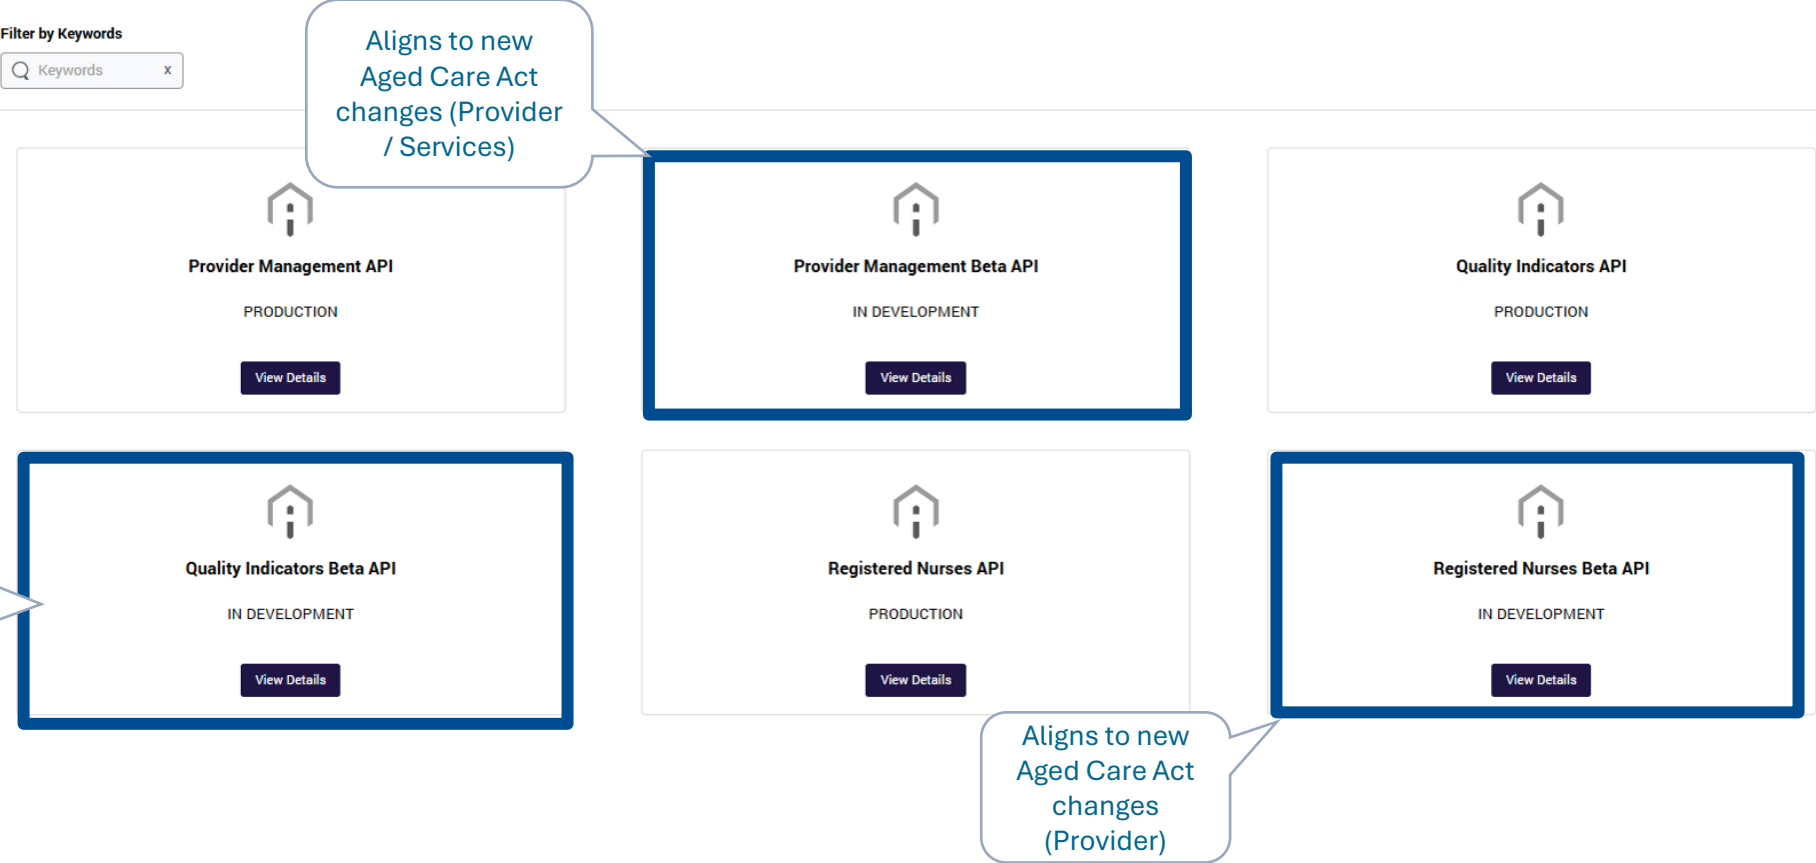 Filter by Keywords
Keywords
x
Aligns to new
Aged Care Act
changes (Provider
/ Services)
Provider Management API
PRODUCTION
View Details
Provider Management Beta API
IN DEVELOPMENT
View Details
Quality Indicators API
PRODUCTION
View Details
Quality Indicators Beta API
IN DEVELOPMENT
View Details
Registered Nurses API
PRODUCTION
View Details
Registered Nurses Beta API
IN DEVELOPMENT
View Details
Aligns to new
Aged Care Act
changes
(Provider)